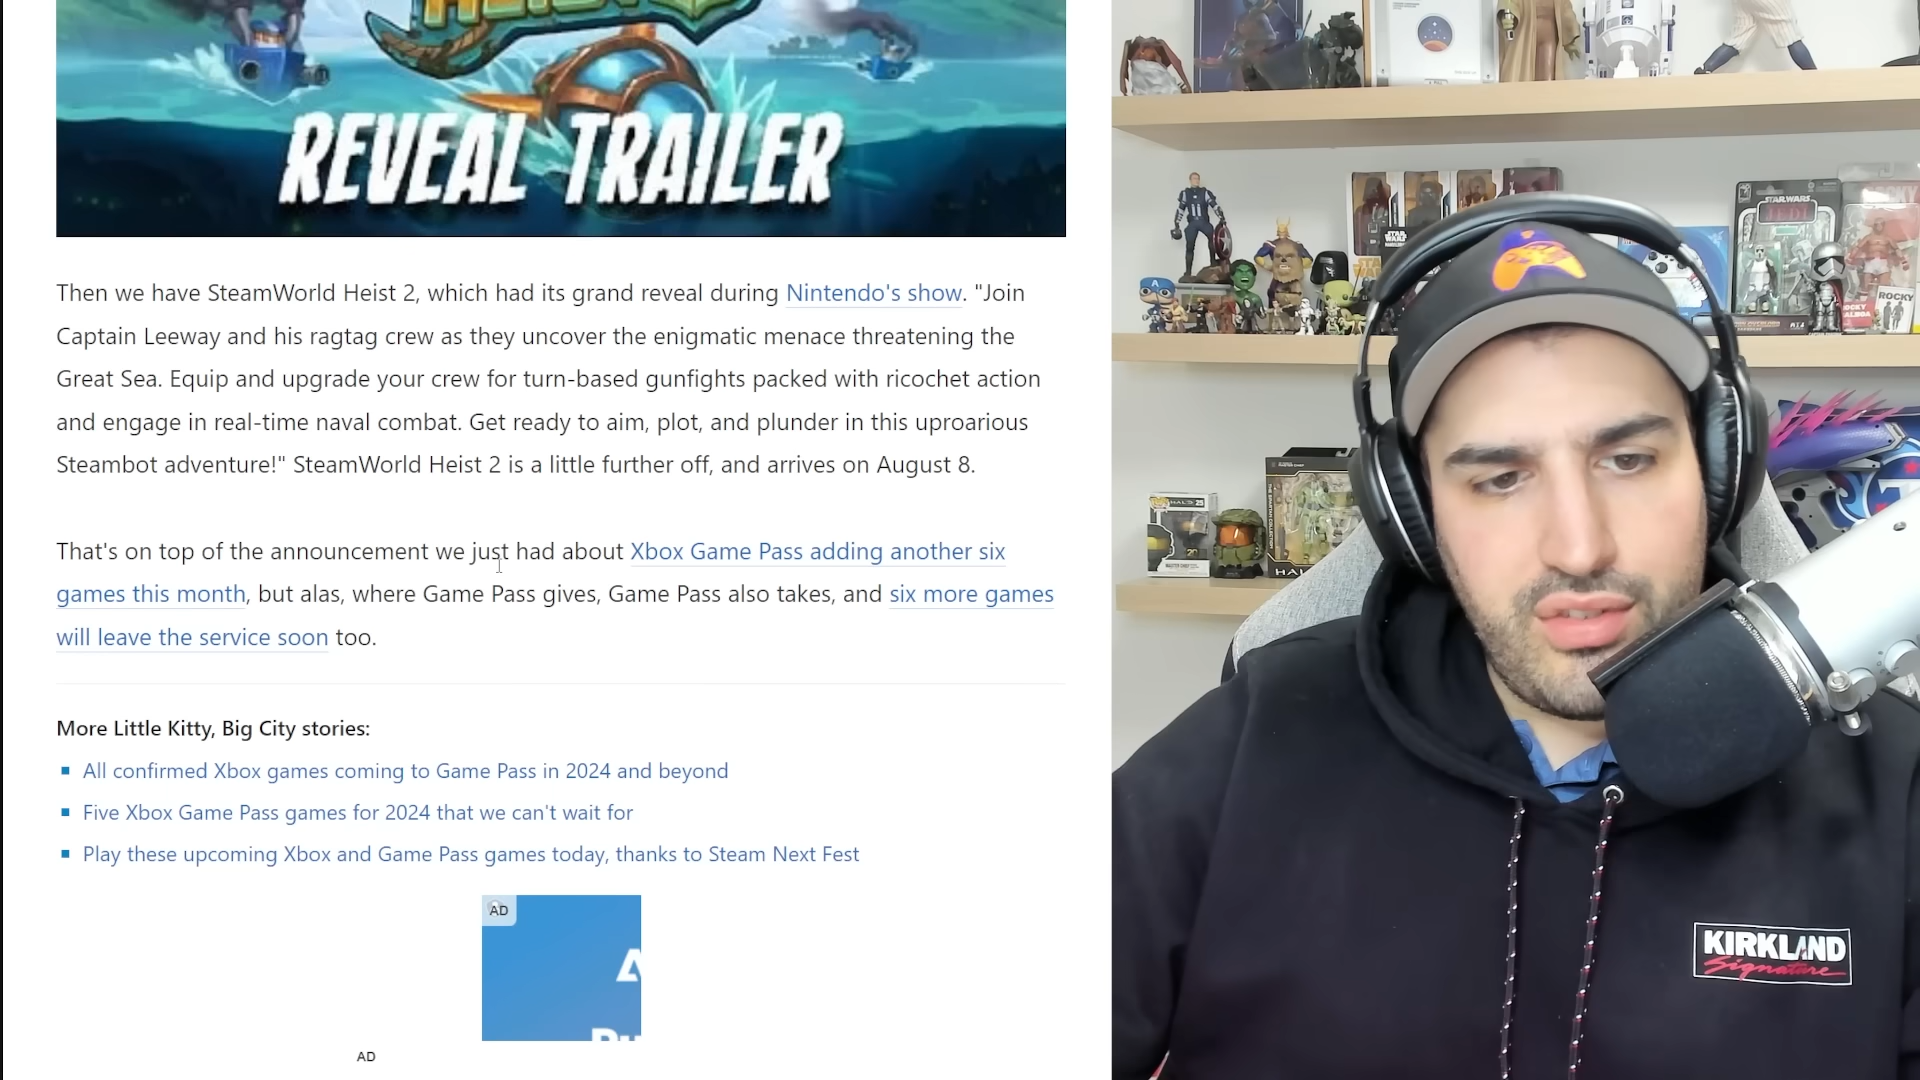 REVEAL TRAILER
Then we have SteamWorld Heist 2, which had its grand reveal during Nintendo's show. "Join
Captain Leeway and his ragtag crew as they uncover the enigmatic menace threatening the
Great Sea. Equip and upgrade your crew for turn-based gunfights packed with ricochet action
and engage in real-time naval combat. Get ready to aim, plot, and plunder in this uproarious
Steambot adventure!" SteamWorld Heist 2 is a little further off, and arrives on August 8.
That's on top of the announcement we just had about Xbox Game Pass adding another six
games this month, but alas, where Game Pass gives, Game Pass also takes, and six more games
will leave the service soon too.
More Little Kitty, Big City stories:
All confirmed Xbox games coming to Game Pass in 2024 and beyond
Five Xbox Game Pass games for 2024 that we can't wait for
Play these upcoming Xbox and Game Pass games today, thanks to Steam Next Fest
AD
AD
STAR WARS
JEDI
ROCKY
ROCKY
STAR WARS
HALO
KIRKLAND
Signature